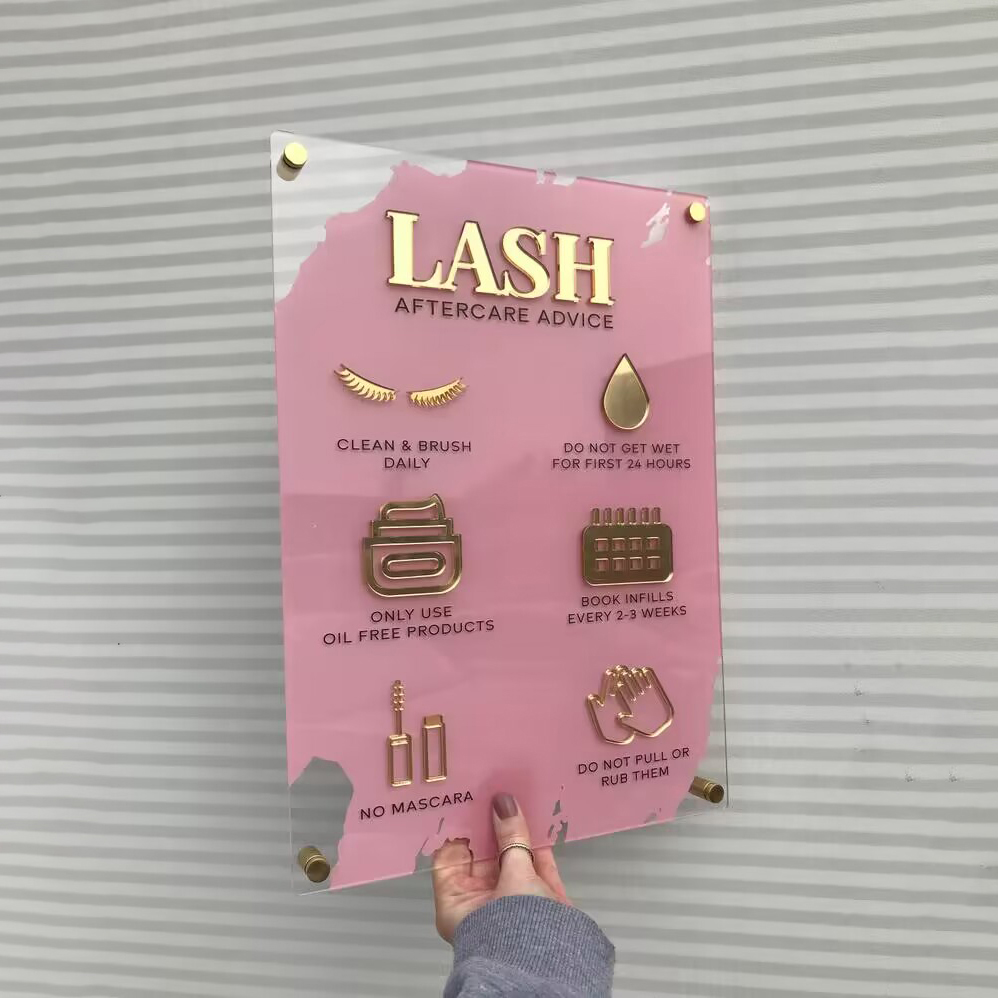 LASH
AFTERCARE ADVICE
CLEAN & BRUSH
DAILY
DO NOT GET WET
FOR FIRST 24 HOURS
ONLY USE
OIL FREE PRODUCTS
BOOK INFILLS
EVERY 2-3 WEEKS
NO MASCARA
DO NOT PULL OR
RUB THEM